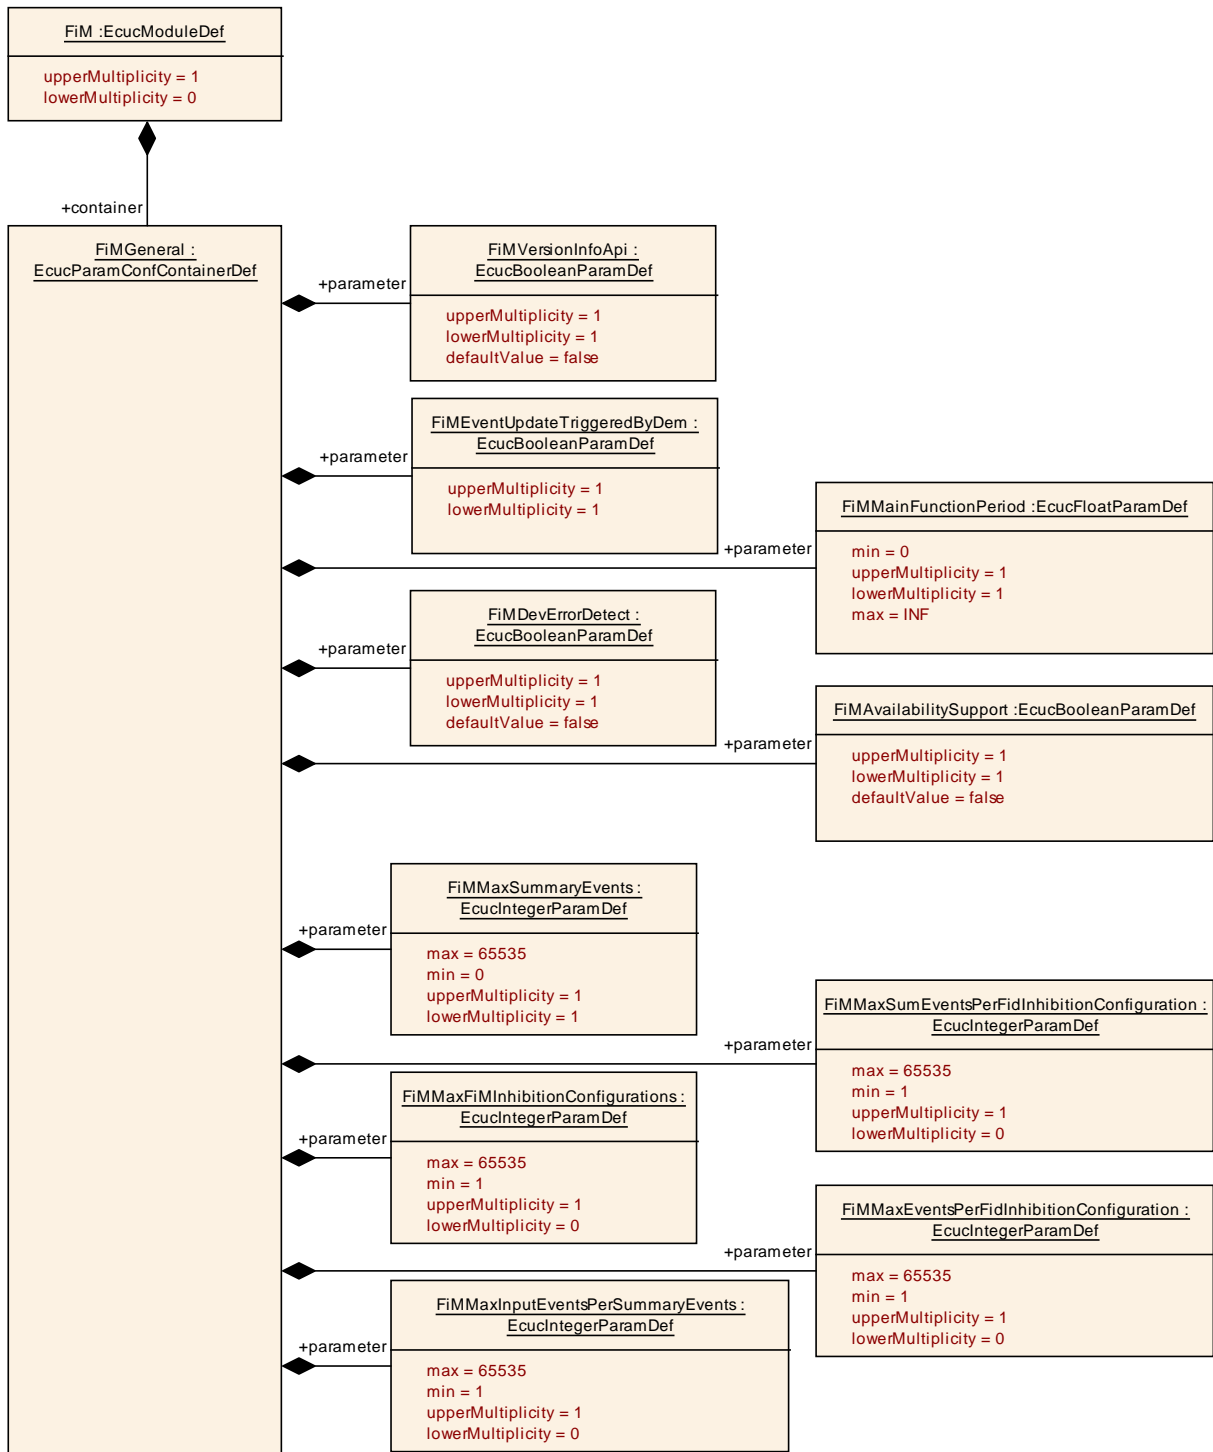 FiM :EcucModuleDef
upperMultiplicity = 1
lowerMultiplicity = 0
+container
FiMGeneral :
EcucParamConfContainerDef
+parameter
FiMVersionInfoApi :
EcucBooleanParamDef
upperMultiplicity = 1
lowerMultiplicity = 1
defaultValue = false
+parameter
FiMEventUpdateTriggeredByDem :
EcucBooleanParamDef
upperMultiplicity = 1
lowerMultiplicity = 1
+parameter
FiMMainFunctionPeriod :EcucFloatParamDef
min = 0
upperMultiplicity = 1
lowerMultiplicity = 1
max = INF
+parameter
FiMDevErrorDetect :
EcucBooleanParamDef
upperMultiplicity = 1
lowerMultiplicity = 1
defaultValue = false
+parameter
FiMAvailabilitySupport :EcucBooleanParamDef
upperMultiplicity = 1
lowerMultiplicity = 1
defaultValue = false
+parameter
FiMMaxSummaryEvents :
EcucIntegerParamDef
max = 65535
min = 0
upperMultiplicity = 1
lowerMultiplicity = 1
+parameter
FiMMaxSumEventsPerFidInhibitionConfiguration :
EcucIntegerParamDef
max = 65535
min = 1
upperMultiplicity = 1
lowerMultiplicity = 0
+parameter
FiMMaxFiMInhibitionConfigurations :
EcucIntegerParamDef
max = 65535
min = 1
upperMultiplicity = 1
lowerMultiplicity = 0
+parameter
FiMMaxEventsPerFidInhibitionConfiguration :
EcucIntegerParamDef
max = 65535
min = 1
upperMultiplicity = 1
lowerMultiplicity = 0
+parameter
FiMMaxInputEventsPerSummaryEvents :
EcucIntegerParamDef
max = 65535
min = 1
upperMultiplicity = 1
lowerMultiplicity = 0